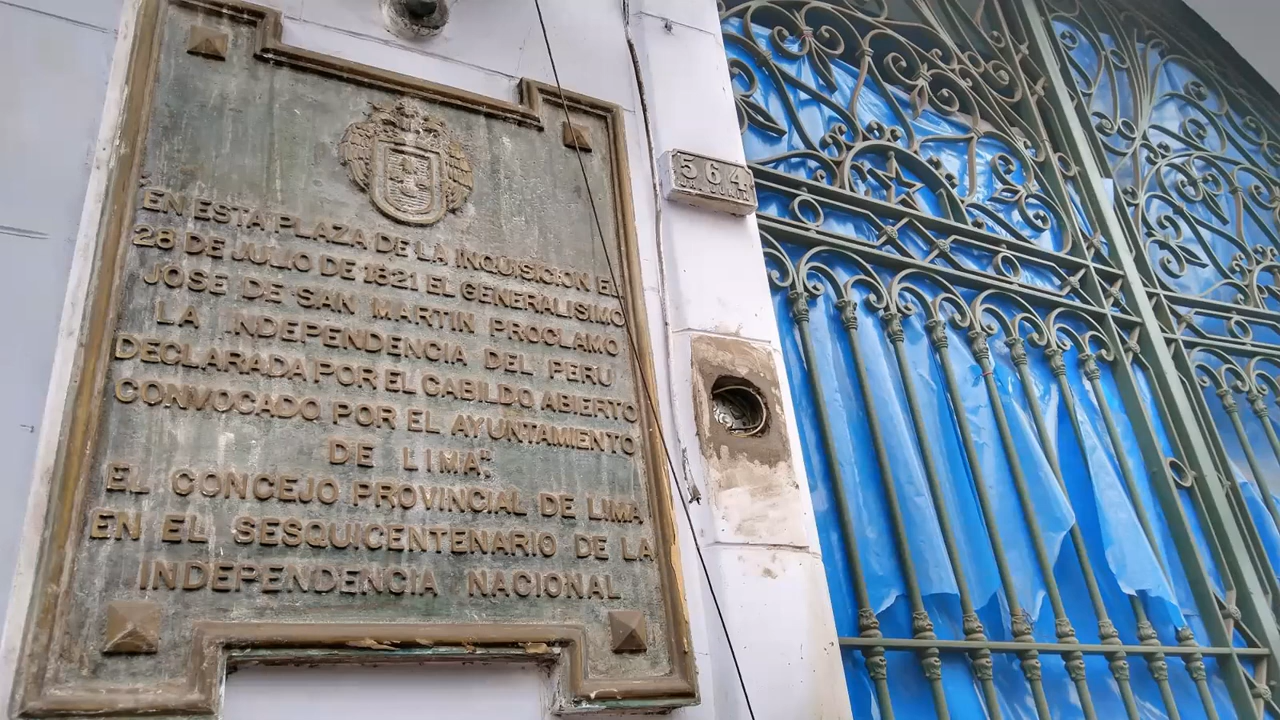 EN ESTA PLAZA DE LA INQUISICION EL
28 DE JULIO DE 1821 EL GENERALISIMO
JOSE DE SAN MARTIN PROCLAMO
LA INDEPENDENCIA DEL PERU
DECLARADA POR EL CABILDO ABIERTO
CONVOCADO POR EL AYUNTAMIENTO
DE LIMA".
EL CONCEJO PROVINCIAL DE LIMA
EN EL SESQUICENTENARIO DE LA
INDEPENDENCIA NACIONAL
564
JR. JUNIN